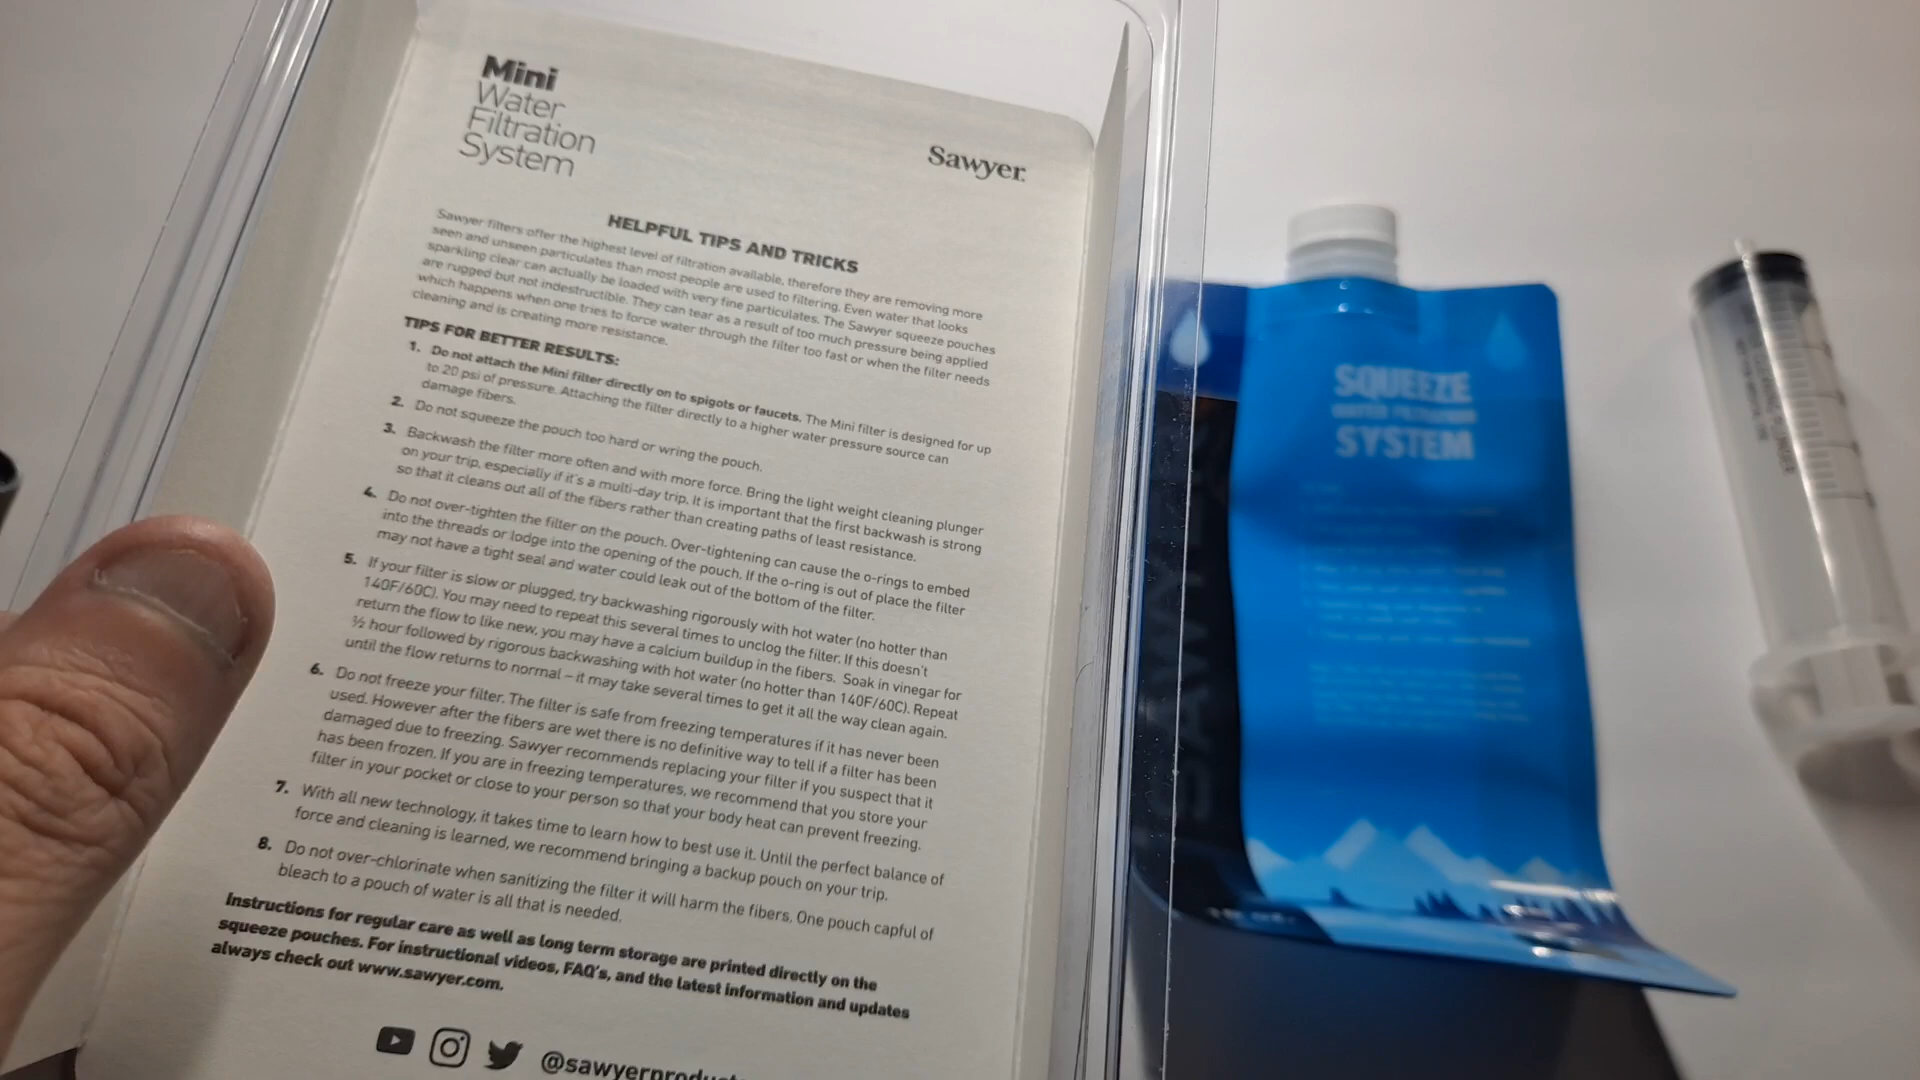 Mini
Water
Filtration
System
Sawyer.
HELPFUL TIPS AND TRICKS
Sawyer filters offer the highest level of filtration available, therefore they are removing more
seen and unseen particulates than most people are used to filtering. Even water that looks
sparkling clear can actually be loaded with very fine particulates. The Sawyer squeeze pouches
are rugged but not indestructible. They can tear as a result of too much pressure being applied
which happens when one tries to force water through the filter too fast or when the filter needs
cleaning and is creating more resistance.
TIPS FOR BETTER RESULTS:
1. Do not attach the Mini filter directly on to spigots or faucets. The Mini filter is designed for up
to 20 psi of pressure. Attaching the filter directly to a higher water pressure source can
damage fibers.
2. Do not squeeze the pouch too hard or wring the pouch.
3. Backwash the filter more often and with more force. Bring the light weight cleaning plunger
on your trip, especially if it's a multi-day trip. It is important that the first backwash is strong
so that it cleans out all of the fibers rather than creating paths of least resistance.
4. Do not over-tighten the filter on the pouch. Over-tightening can cause the o-rings to embed
into the threads or lodge into the opening of the pouch. If the o-ring is out of place the filter
may not have a tight seal and water could leak out of the bottom of the filter.
5. If your filter is slow or plugged, try backwashing rigorously with hot water (no hotter than
140F/60C). You may need to repeat this several times to unclog the filter. If this doesn't
return the flow to like new, you may have a calcium buildup in the fibers. Soak in vinegar for
½ hour followed by rigorous backwashing with hot water (no hotter than 140F/60C). Repeat
until the flow returns to normal – it may take several times to get it all the way clean again.
6. Do not freeze your filter. The filter is safe from freezing temperatures if it has never been
used. However after the fibers are wet there is no definitive way to tell if a filter has been
damaged due to freezing. Sawyer recommends replacing your filter if you suspect that it
has been frozen. If you are in freezing temperatures, we recommend that you store your
filter in your pocket or close to your person so that your body heat can prevent freezing.
7. With all new technology, it takes time to learn how to best use it. Until the perfect balance of
force and cleaning is learned, we recommend bringing a backup pouch on your trip.
8. Do not over-chlorinate when sanitizing the filter it will harm the fibers. One pouch capful of
bleach to a pouch of water is all that is needed.
Instructions for regular care as well as long term storage are printed directly on the
squeeze pouches. For instructional videos, FAQ's, and the latest information and updates
always check out www.sawyer.com.
SQUEEZE
WATER FILTRATION
SYSTEM
SAWYER